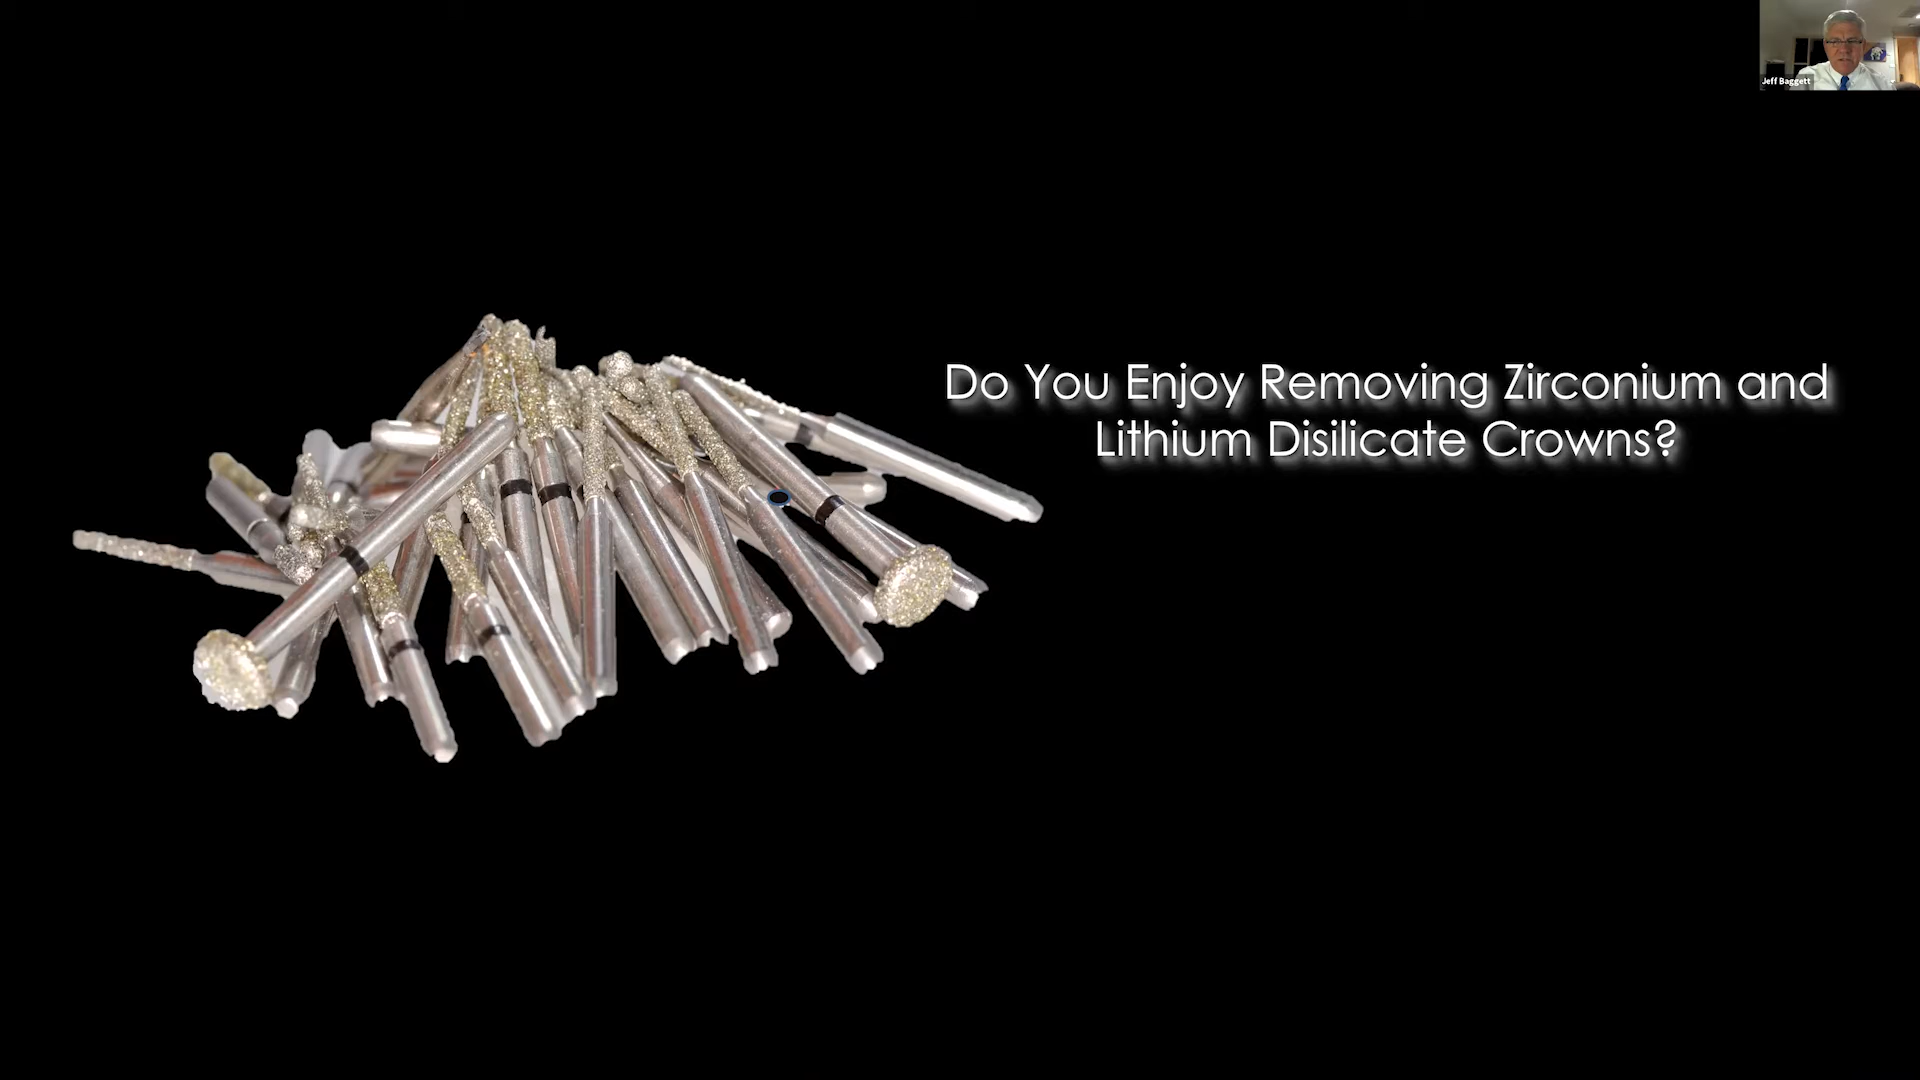 Jeff Baggett
Do You Enjoy Removing Zirconium and
Lithium Disilicate Crowns?